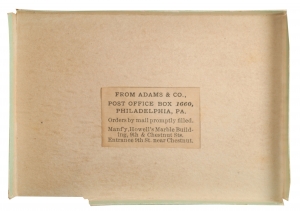 FROM ADAMS & CO.,
POST OFFICE BOX 1660,
PHILADELPHIA, PA.
Orders by mail promptly filled.
Manf'y, Howell's Marble Build-
ing, 9th & Chestnut Sts.
Entrance 9th St. near Chestnut.